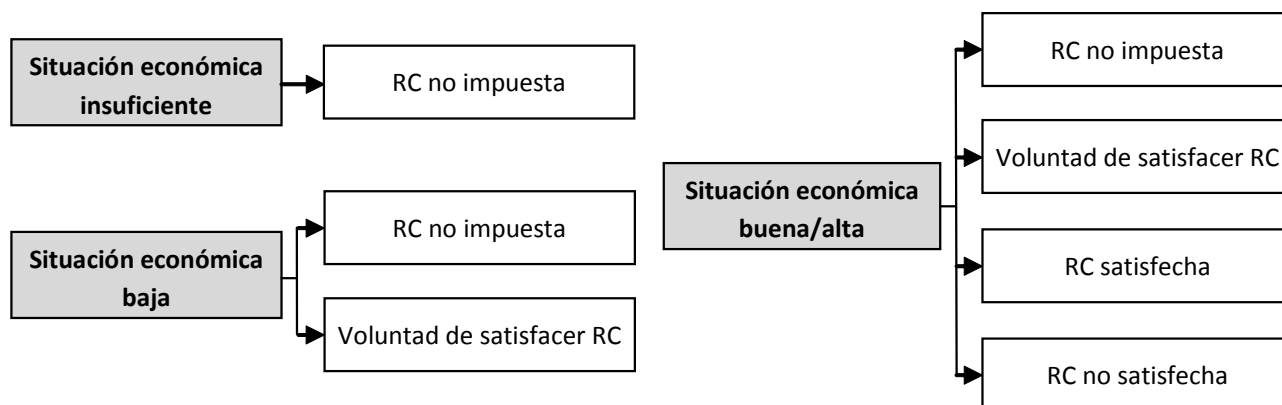 Situación económica
insuficiente
RC no impuesta
Situación económica
baja
RC no impuesta
Voluntad de satisfacer RC
Situación económica
buena/alta
RC no impuesta
Voluntad de satisfacer RC
RC satisfecha
RC no satisfecha